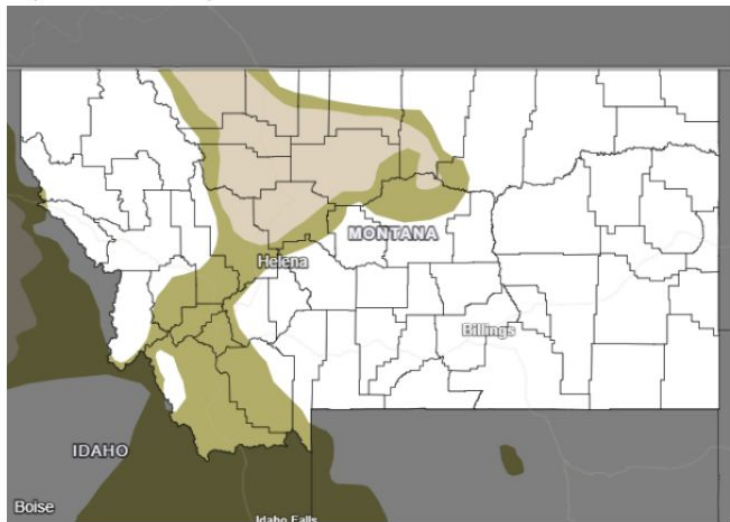 MONTANA
Helena
Billings
IDAHO
Boise
Idaho Falls